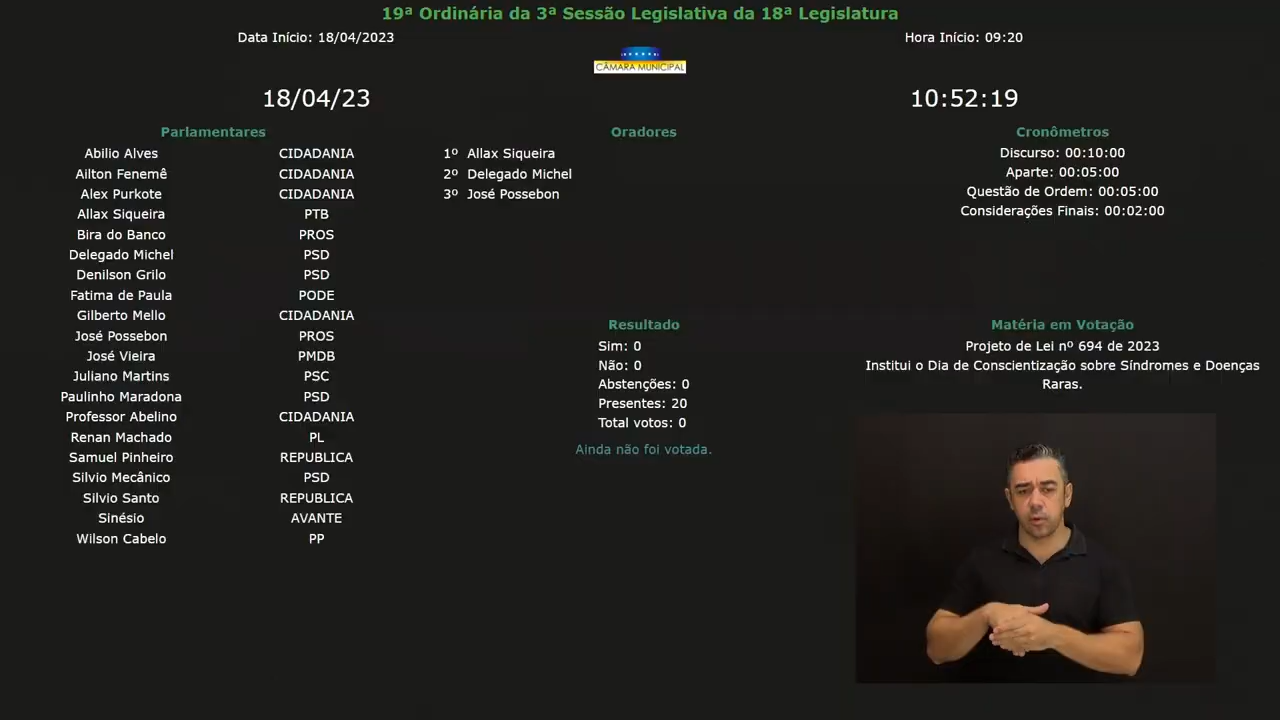 19ª Ordinária da 3ª Sessão Legislativa da 18ª Legislatura
Data Início: 18/04/2023
Hora Início: 09:20
CÂMARA MUNICIPAL
18/04/23
10:52:19
Parlamentares
Abilio Alves CIDADANIA
Ailton Fenemê CIDADANIA
Alex Purkote CIDADANIA
Allax Siqueira PTB
Bira do Banco PROS
Delegado Michel PSD
Denilson Grilo PSD
Fatima de Paula PODE
Gilberto Mello CIDADANIA
José Possebon PROS
José Vieira PMDB
Juliano Martins PSC
Paulinho Maradona PSD
Professor Abelino CIDADANIA
Renan Machado PL
Samuel Pinheiro REPUBLICA
Silvio Mecânico PSD
Silvio Santo REPUBLICA
Sinésio AVANTE
Wilson Cabelo PP
Oradores
1º Allax Siqueira
2º Delegado Michel
3º José Possebon
Resultado
Sim: 0
Não: 0
Abstenções: 0
Presentes: 20
Total votos: 0
Ainda não foi votada.
Cronômetros
Discurso: 00:10:00
Aparte: 00:05:00
Questão de Ordem: 00:05:00
Considerações Finais: 00:02:00
Matéria em Votação
Projeto de Lei nº 694 de 2023
Institui o Dia de Conscientização sobre Síndromes e Doenças
Raras.